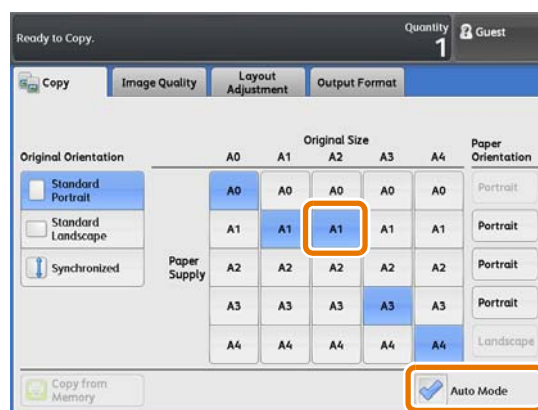 Ready to Copy.
Quantity
1
Guest
Copy
Image Quality
Layout
Adjustment
Output Format
Original Size
Original Orientation
A0 A1 A2 A3 A4
Paper
Orientation
Standard
Portrait
A0 A0 A0 A0 A0
Portrait
Standard
Landscape
A1 A1 A1 A1 A1
Portrait
Synchronized
Paper
Supply
A2 A2 A2 A2 A2
Portrait
A3 A3 A3 A3 A3
Portrait
A4 A4 A4 A4 A4
Landscape
Copy from
Memory
Auto Mode